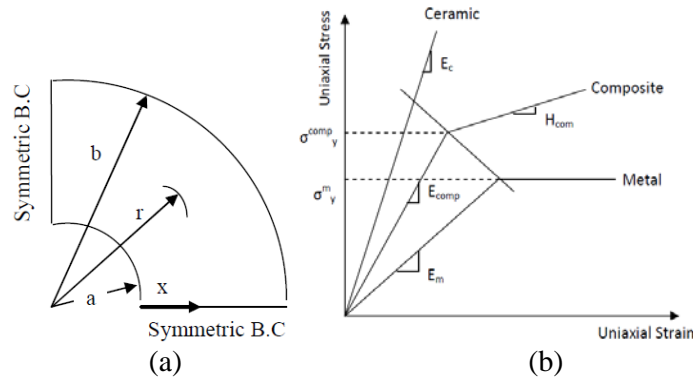 Symmetric B.C
b
r
a
x
Symmetric B.C
(a)
Uniaxial Stress
Ceramic
E_c
Composite
H_com
σ^comp_y
Metal
σ^m_y
E_comp
E_m
Uniaxial Strain
(b)